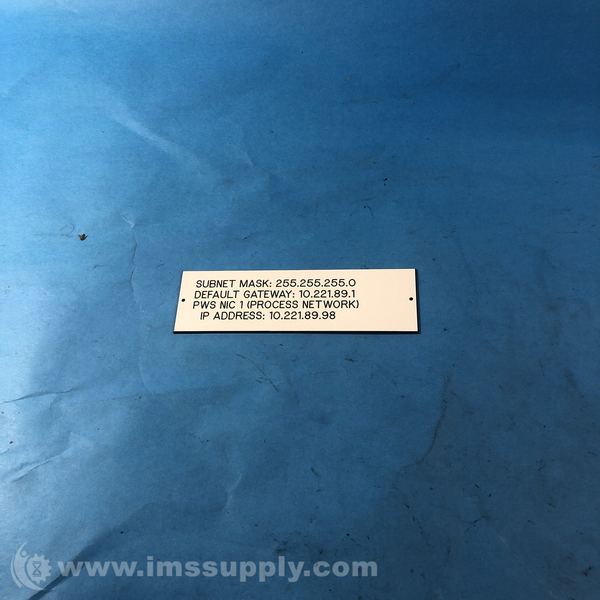 SUBNET MASK: 255.255.255.0
DEFAULT GATEWAY: 10.221.89.1
PWS NIC 1 (PROCESS NETWORK)
IP ADDRESS: 10.221.89.98
www.imssupply.com